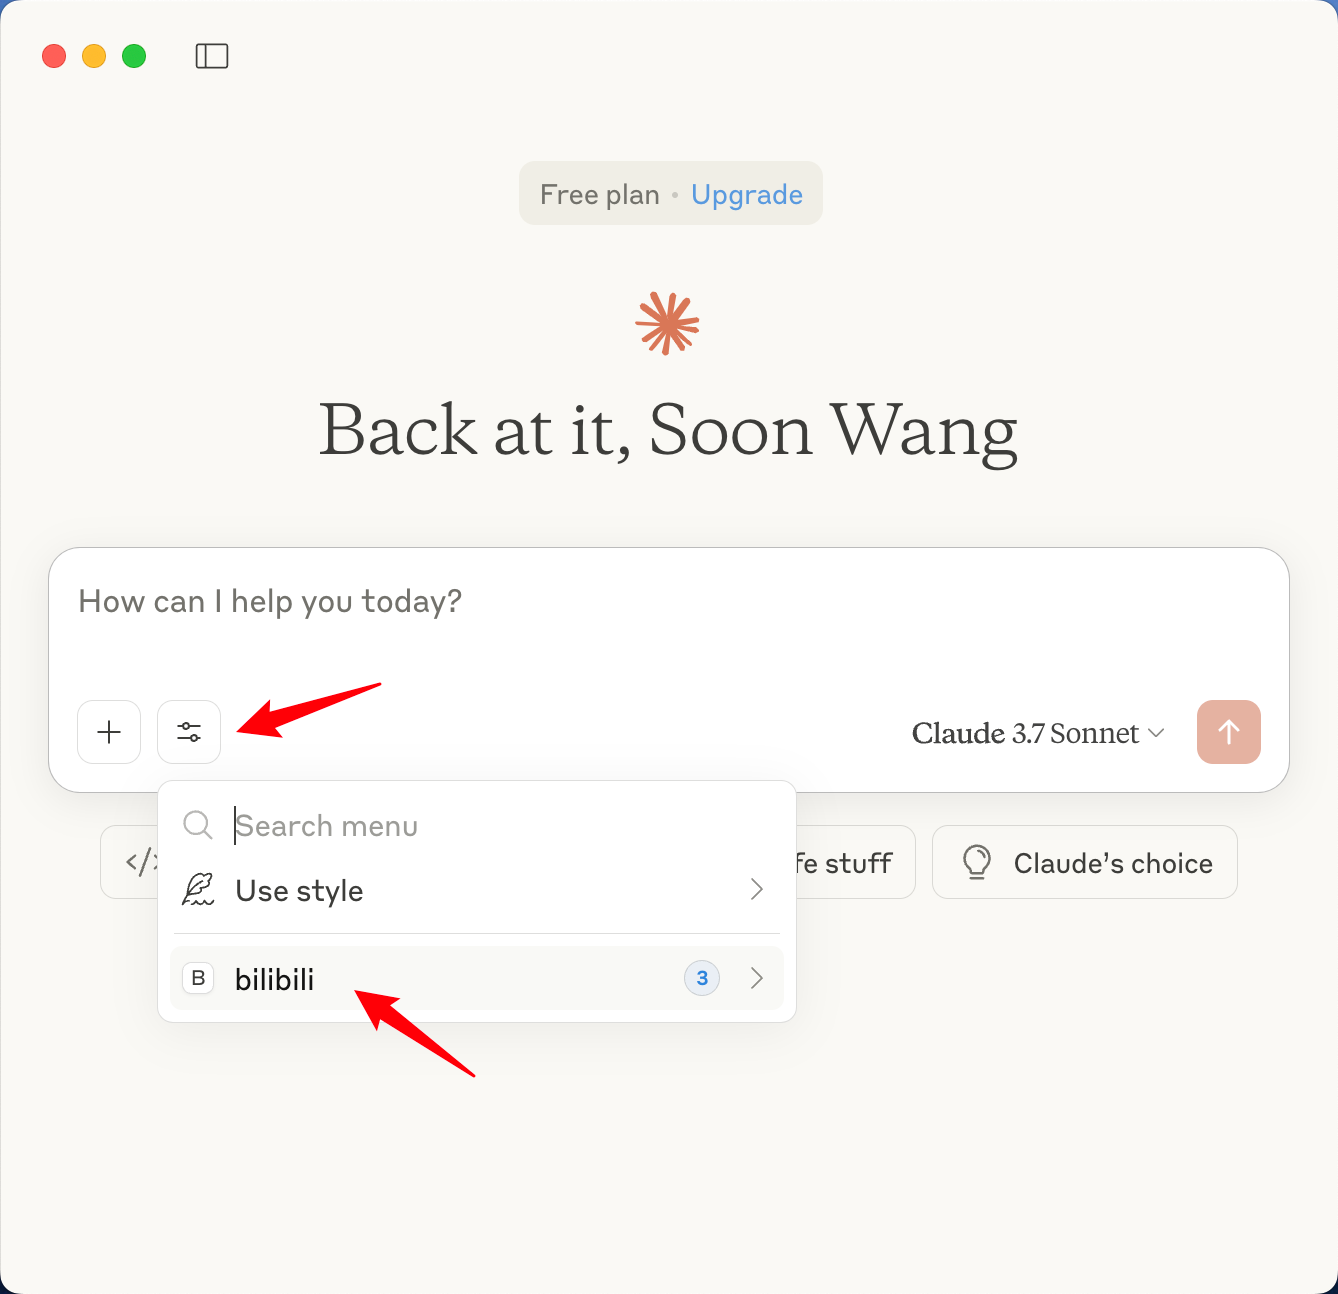 Free plan • Upgrade
Back at it, Soon Wang
How can I help you today?
Claude 3.7 Sonnet
Search menu
Use style
</>
fe stuff
Claude's choice
B bilibili 3